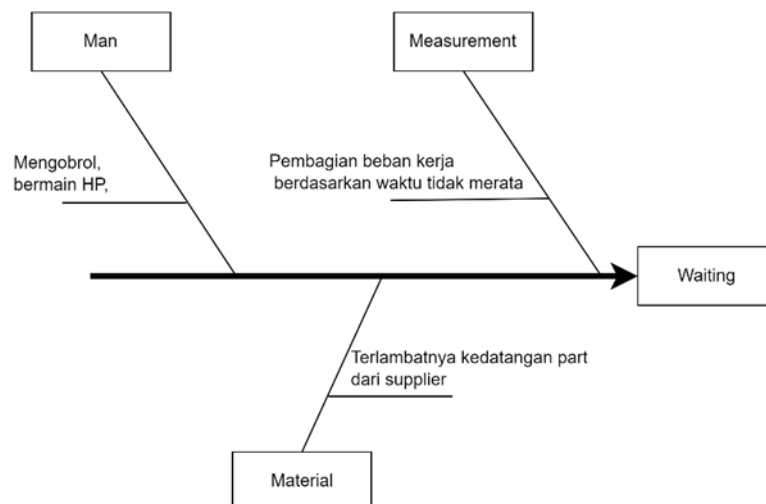 Man
Measurement
Mengobrol,
bermain HP,
Pembagian beban kerja
berdasarkan waktu tidak merata
Waiting
Terlambatnya kedatangan part
dari supplier
Material